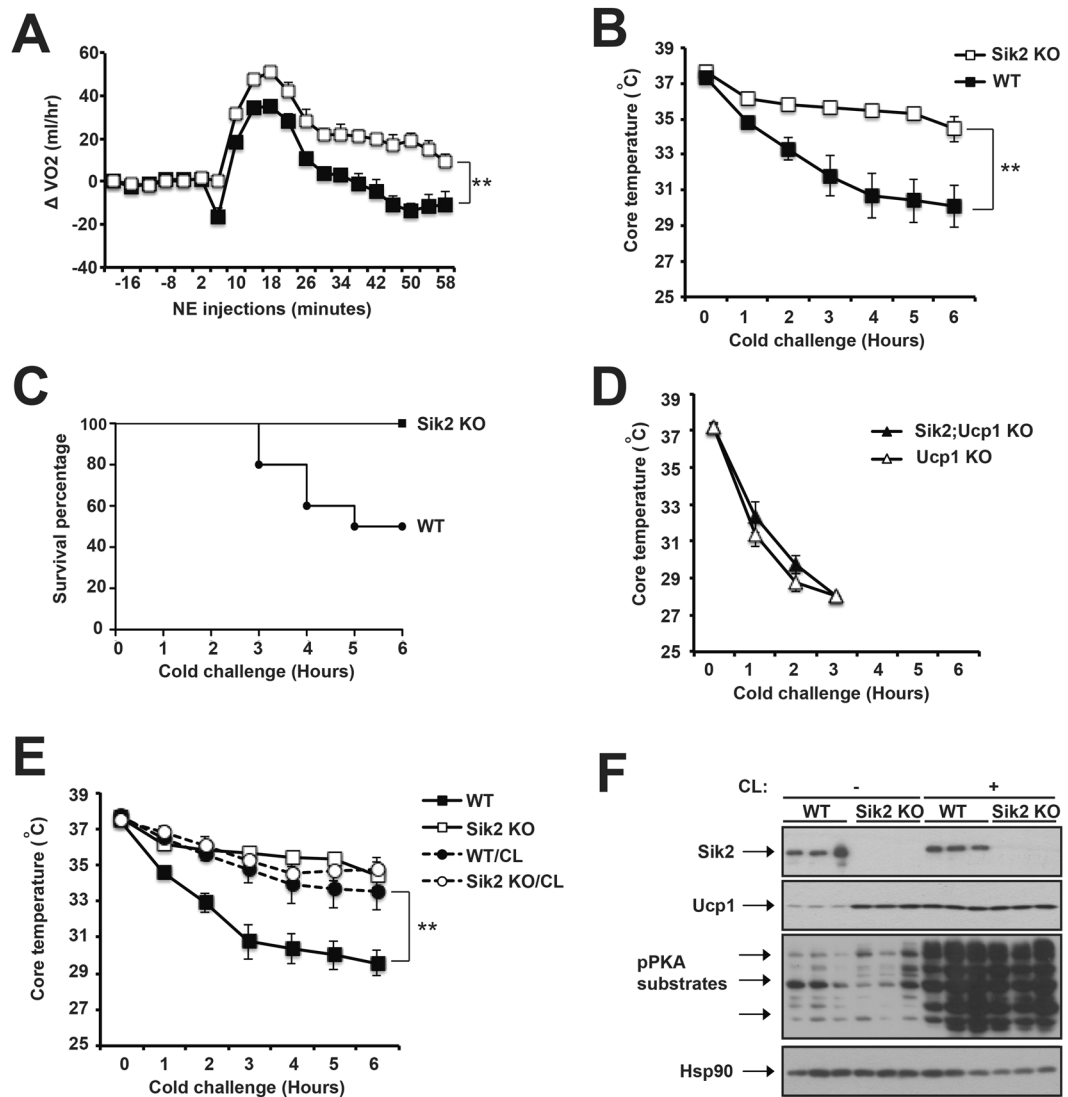 A
Δ VO2 (ml/hr)
60
40
20
0
-20
-40
-16 -8 2 10 18 26 34 42 50 58
NE injections (minutes)
**
B
Core temperature (°C)
39
37
35
33
31
29
27
25
0 1 2 3 4 5 6
Cold challenge (Hours)
Sik2 KO
WT
**
C
Survival percentage
100
80
60
40
20
0
0 1 2 3 4 5 6
Cold challenge (Hours)
Sik2 KO
WT
D
Core temperature (°C)
39
37
35
33
31
29
27
25
0 1 2 3 4 5 6
Cold challenge (Hours)
Sik2;Ucp1 KO
Ucp1 KO
E
Core temperature (°C)
39
37
35
33
31
29
27
25
0 1 2 3 4 5 6
Cold challenge (Hours)
WT
Sik2 KO
WT/CL
Sik2 KO/CL
**
F
CL: - +
WT Sik2 KO WT Sik2 KO
Sik2
Ucp1
pPKA
substrates
Hsp90